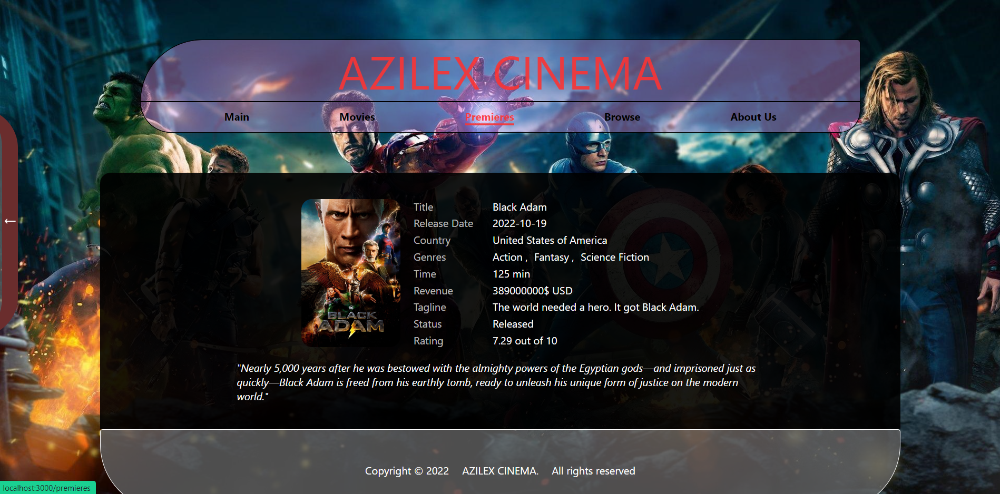 AZILEX CINEMA
Main Movies Premieres Browse About Us
←
DC
BLACK
ADAM
Title Black Adam
Release Date 2022-10-19
Country United States of America
Genres Action , Fantasy , Science Fiction
Time 125 min
Revenue 389000000$ USD
Tagline The world needed a hero. It got Black Adam.
Status Released
Rating 7.29 out of 10
"Nearly 5,000 years after he was bestowed with the almighty powers of the Egyptian gods—and imprisoned just as
quickly—Black Adam is freed from his earthly tomb, ready to unleash his unique form of justice on the modern
world."
Copyright © 2022 AZILEX CINEMA. All rights reserved
localhost:3000/premieres